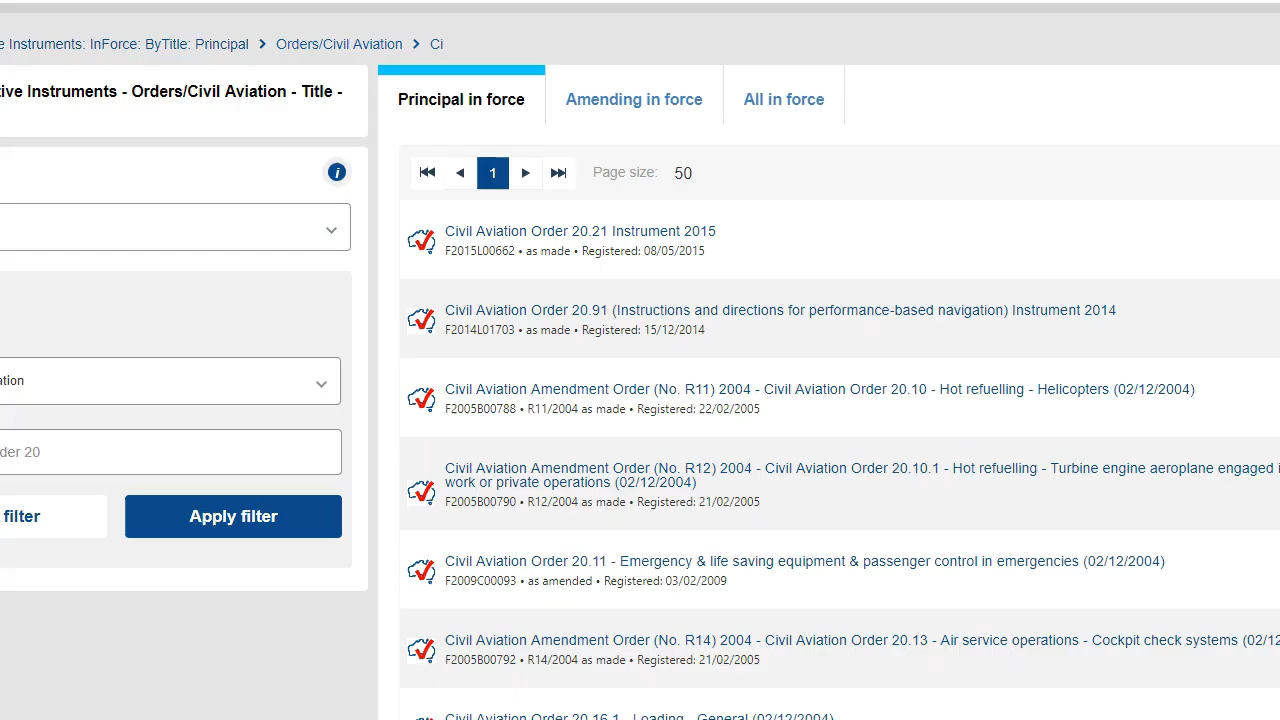 e Instruments: InForce: ByTitle: Principal > Orders/Civil Aviation > Ci
ive Instruments - Orders/Civil Aviation - Title -
i
ation
der 20
filter
Apply filter
Principal in force
Amending in force
All in force
1
Page size: 50
Civil Aviation Order 20.21 Instrument 2015
F2015L00662 • as made • Registered: 08/05/2015
Civil Aviation Order 20.91 (Instructions and directions for performance-based navigation) Instrument 2014
F2014L01703 • as made • Registered: 15/12/2014
Civil Aviation Amendment Order (No. R11) 2004 - Civil Aviation Order 20.10 - Hot refuelling - Helicopters (02/12/2004)
F2005B00788 • R11/2004 as made • Registered: 22/02/2005
Civil Aviation Amendment Order (No. R12) 2004 - Civil Aviation Order 20.10.1 - Hot refuelling - Turbine engine aeroplane engaged i
work or private operations (02/12/2004)
F2005B00790 • R12/2004 as made • Registered: 21/02/2005
Civil Aviation Order 20.11 - Emergency & life saving equipment & passenger control in emergencies (02/12/2004)
F2009C00093 • as amended • Registered: 03/02/2009
Civil Aviation Amendment Order (No. R14) 2004 - Civil Aviation Order 20.13 - Air service operations - Cockpit check systems (02/12
F2005B00792 • R14/2004 as made • Registered: 21/02/2005
Civil Aviation Order 20.16.1 - Loading - General (02/12/2004)